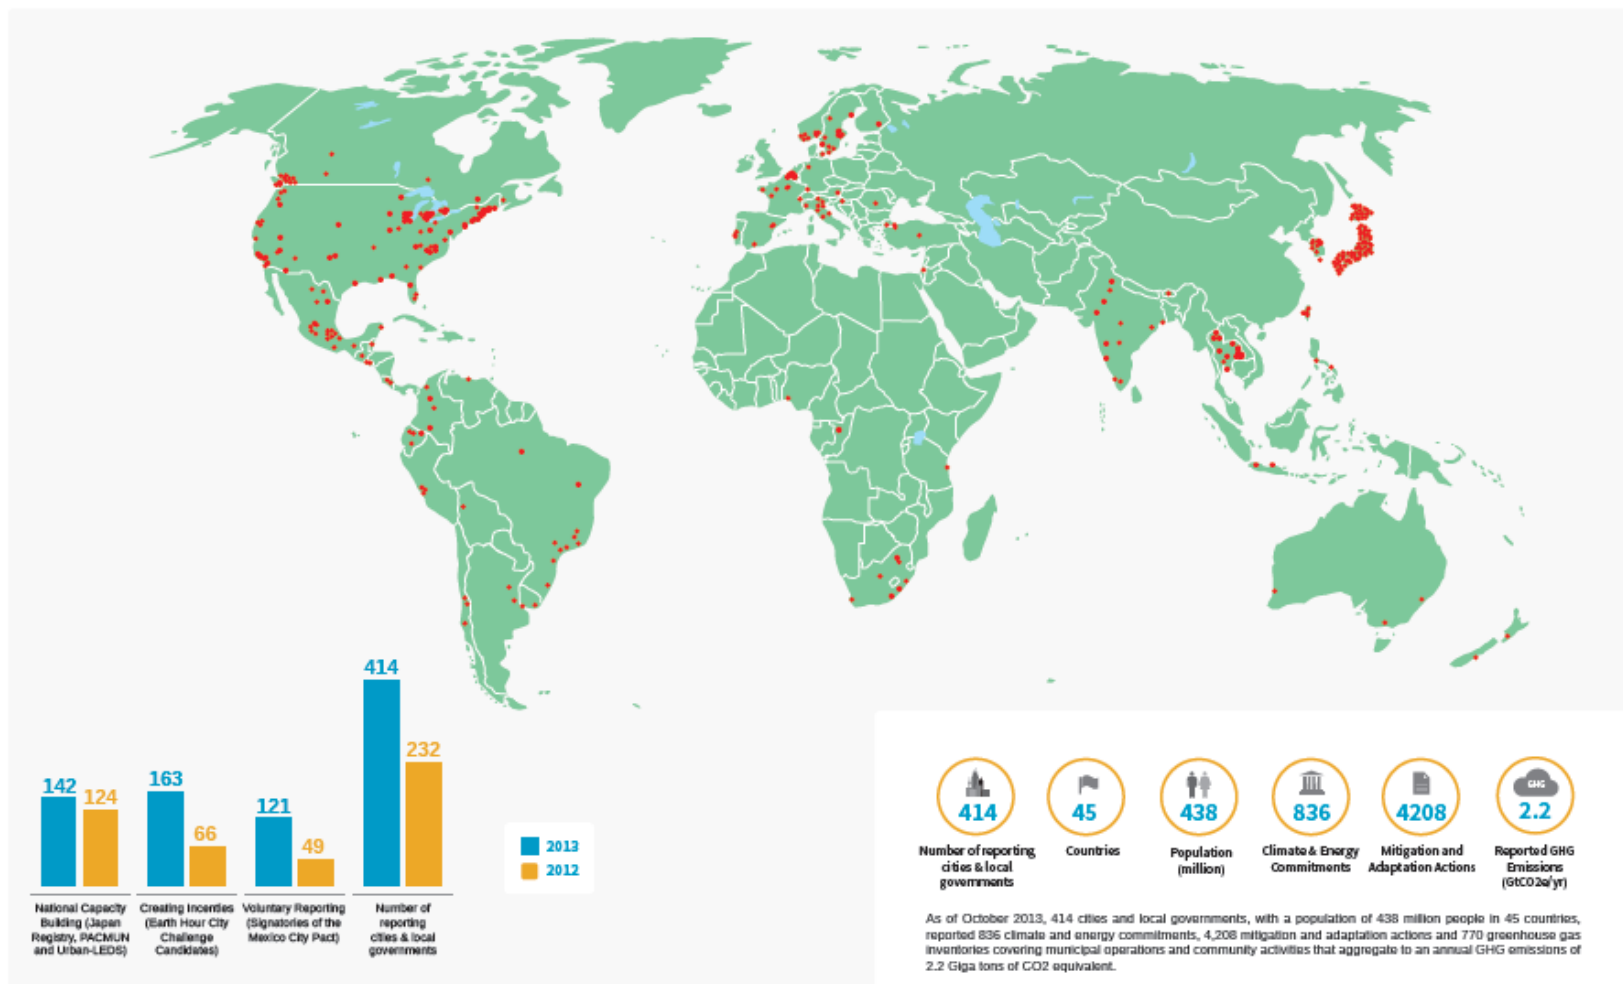 414
232
142
124
163
66
121
49
2013
2012
National Capacity
Building (Japan
Registry, PACMUN
and Urban-LEDS)
Creating Incenties
(Earth Hour City
Challenge
Candidates)
Voluntary Reporting
(Signatories of the
Mexico City Pact)
Number of
reporting
cities & local
governments
414
45
438
836
4208
GHG
2.2
Number of reporting
cities & local
governments
Countries
Population
(million)
Climate & Energy
Commitments
Mitigation and
Adaptation Actions
Reported GHG
Emissions
(GtCO2e/yr)
As of October 2013, 414 cities and local governments, with a population of 438 million people in 45 countries,
reported 836 climate and energy commitments, 4,208 mitigation and adaptation actions and 770 greenhouse gas
inventories covering municipal operations and community activities that aggregate to an annual GHG emissions of
2.2 Giga tons of CO2 equivalent.